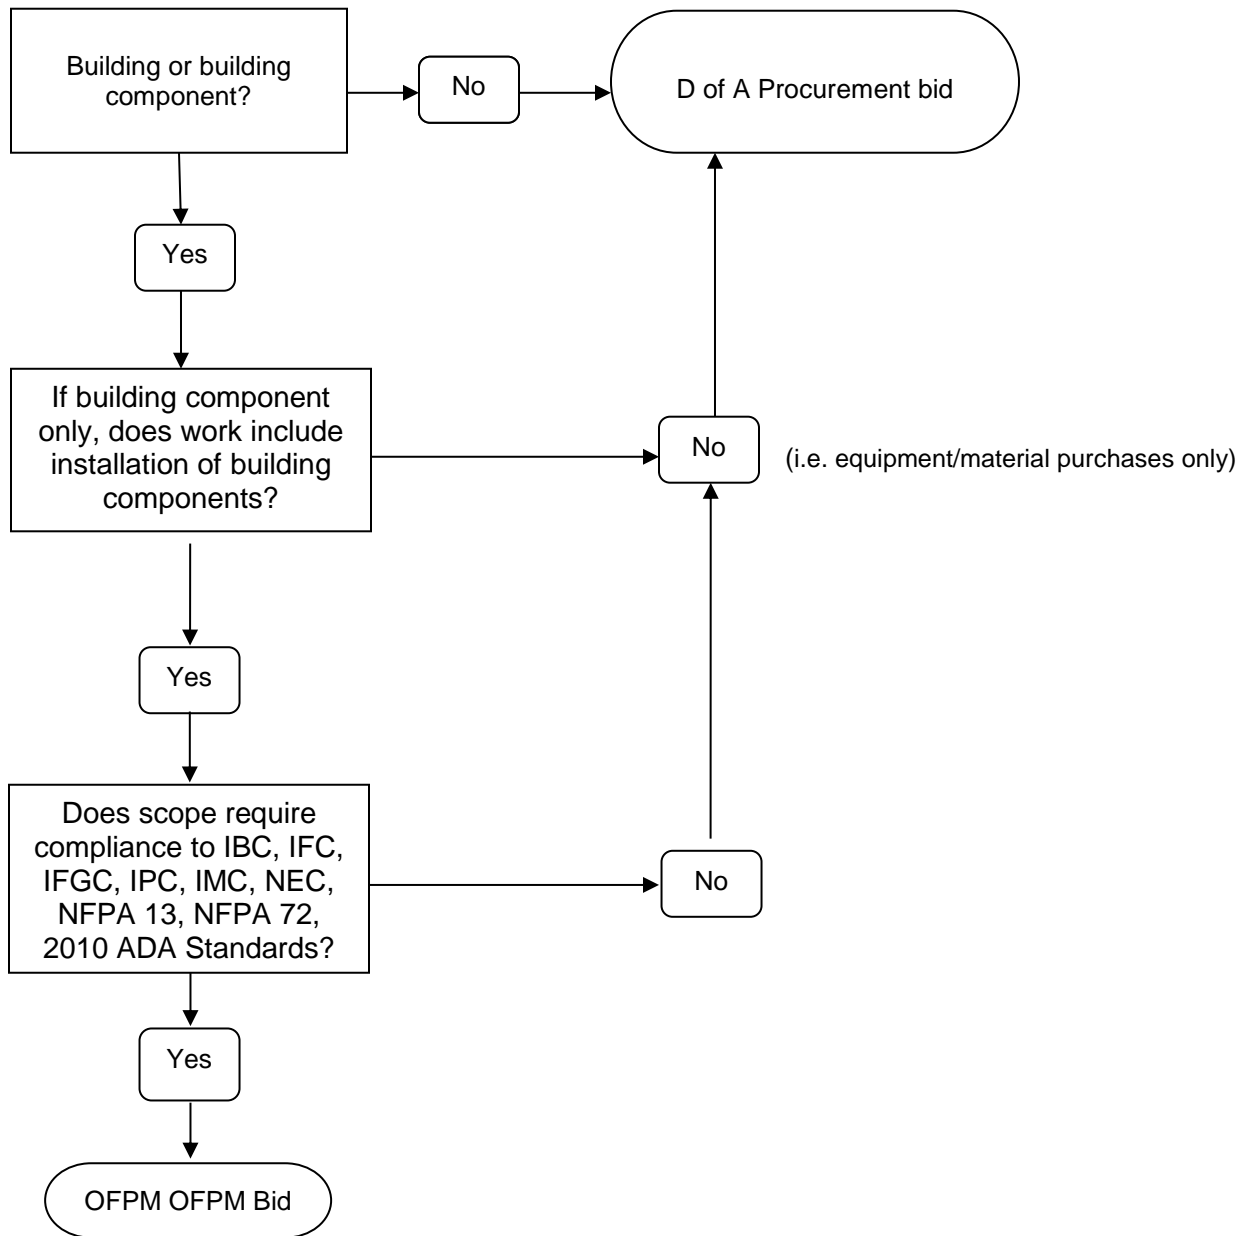 Building or building
component?
No
D of A Procurement bid
Yes
If building component
only, does work include
installation of building
components?
No
(i.e. equipment/material purchases only)
Yes
Does scope require
compliance to IBC, IFC,
IFGC, IPC, IMC, NEC,
NFPA 13, NFPA 72,
2010 ADA Standards?
No
Yes
OFPM OFPM Bid